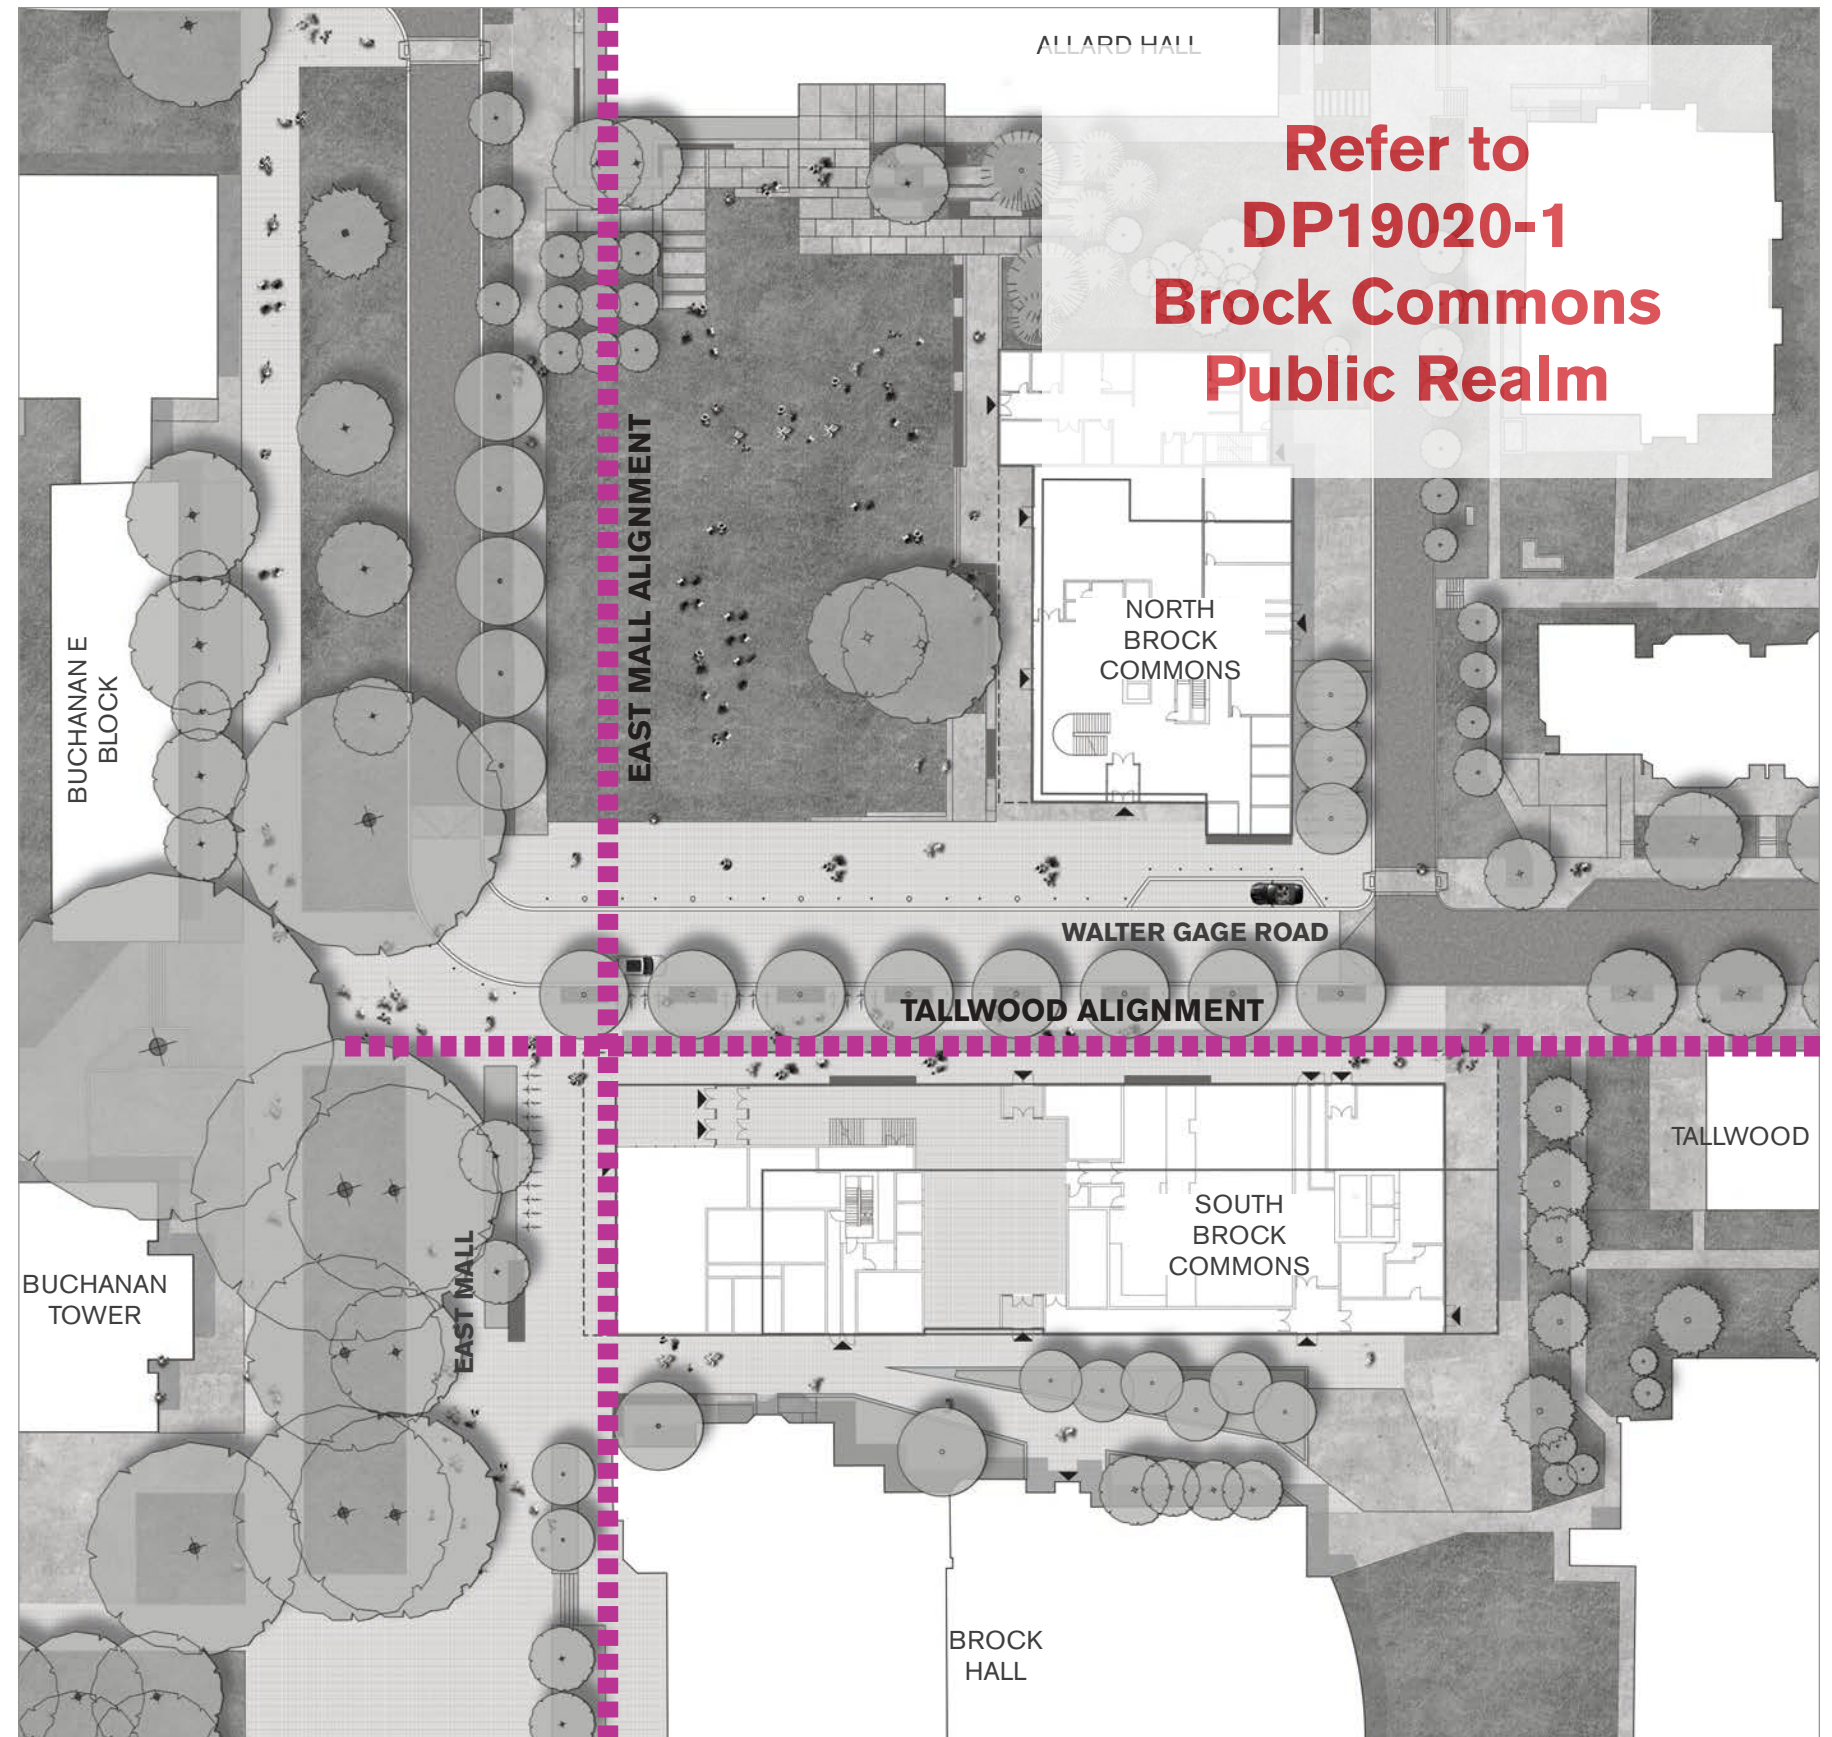 ALLARD HALL
Refer to
DP19020-1
Brock Commons
Public Realm
EAST MALL ALIGNMENT
BUCHANAN E
BLOCK
NORTH
BROCK
COMMONS
WALTER GAGE ROAD
TALLWOOD ALIGNMENT
TALLWOOD
SOUTH
BROCK
COMMONS
BUCHANAN
TOWER
EAST MALL
BROCK
HALL